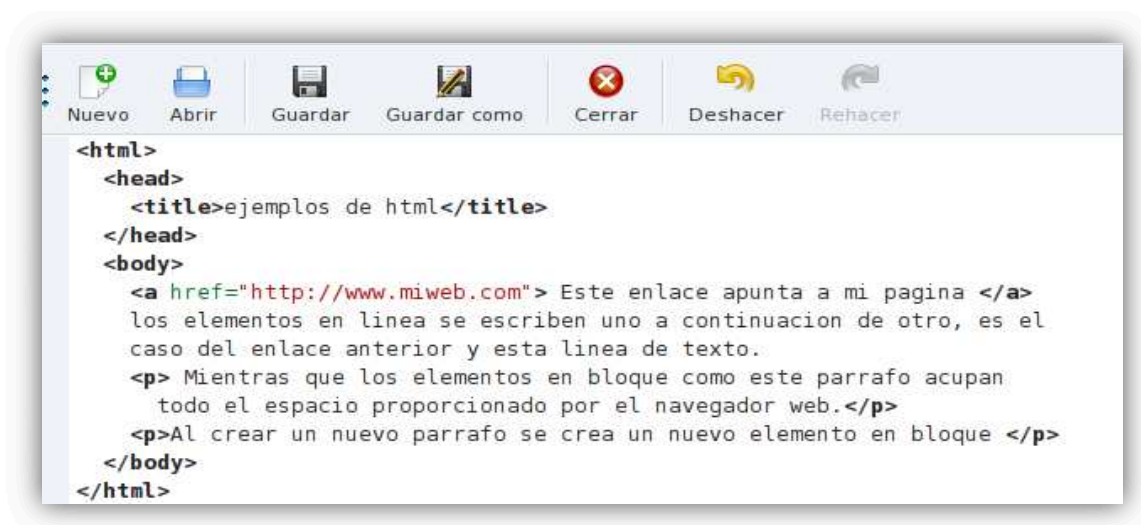 Nuevo Abrir Guardar Guardar como Cerrar Deshacer Rehacer
<html>
<head>
<title>ejemplos de html</title>
</head>
<body>
<a href="http://www.miweb.com"> Este enlace apunta a mi pagina </a>
los elementos en linea se escriben uno a continuacion de otro, es el
caso del enlace anterior y esta linea de texto.
<p> Mientras que los elementos en bloque como este parrafo acupan
todo el espacio proporcionado por el navegador web.</p>
<p>Al crear un nuevo parrafo se crea un nuevo elemento en bloque </p>
</body>
</html>